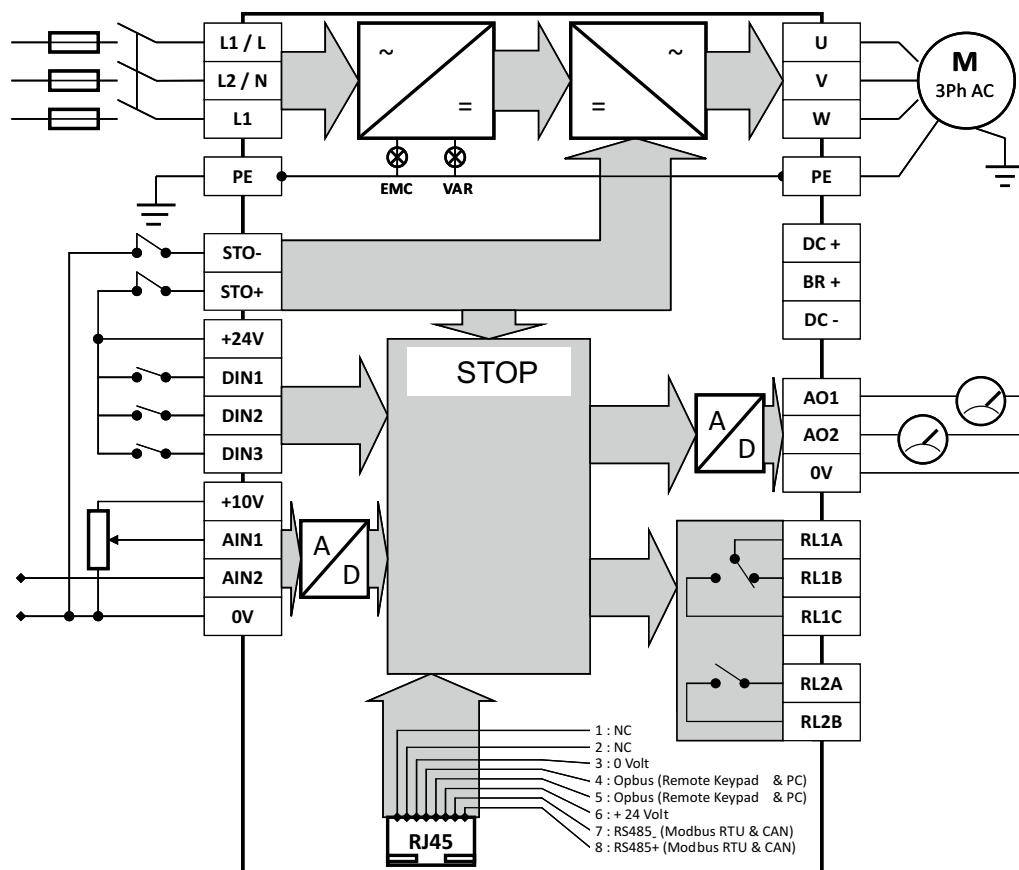 L1 / L
L2 / N
L1
PE
STO-
STO+
+24V
DIN1
DIN2
DIN3
+10V
AIN1
AIN2
0V
~
=
~
=
EMC
VAR
STOP
A
D
A
D
U
V
W
PE
M
3Ph AC
DC +
BR +
DC -
AO1
AO2
0V
RL1A
RL1B
RL1C
RL2A
RL2B
1 : NC
2 : NC
3 : 0 Volt
4 : Opbus (Remote Keypad & PC)
5 : Opbus (Remote Keypad & PC)
6 : + 24 Volt
7 : RS485- (Modbus RTU & CAN)
8 : RS485+ (Modbus RTU & CAN)
RJ45